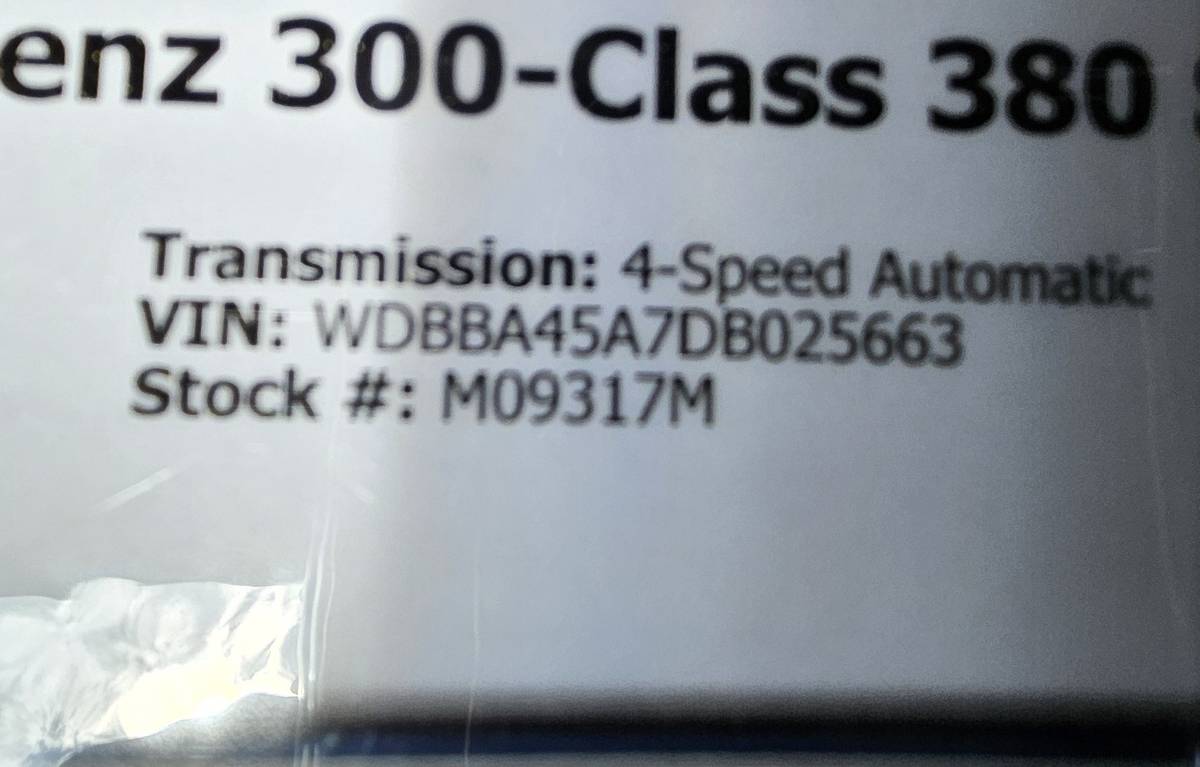 enz 300-Class 380
Transmission: 4-Speed Automatic
VIN: WDBBA45A7DB025663
Stock #: M09317M